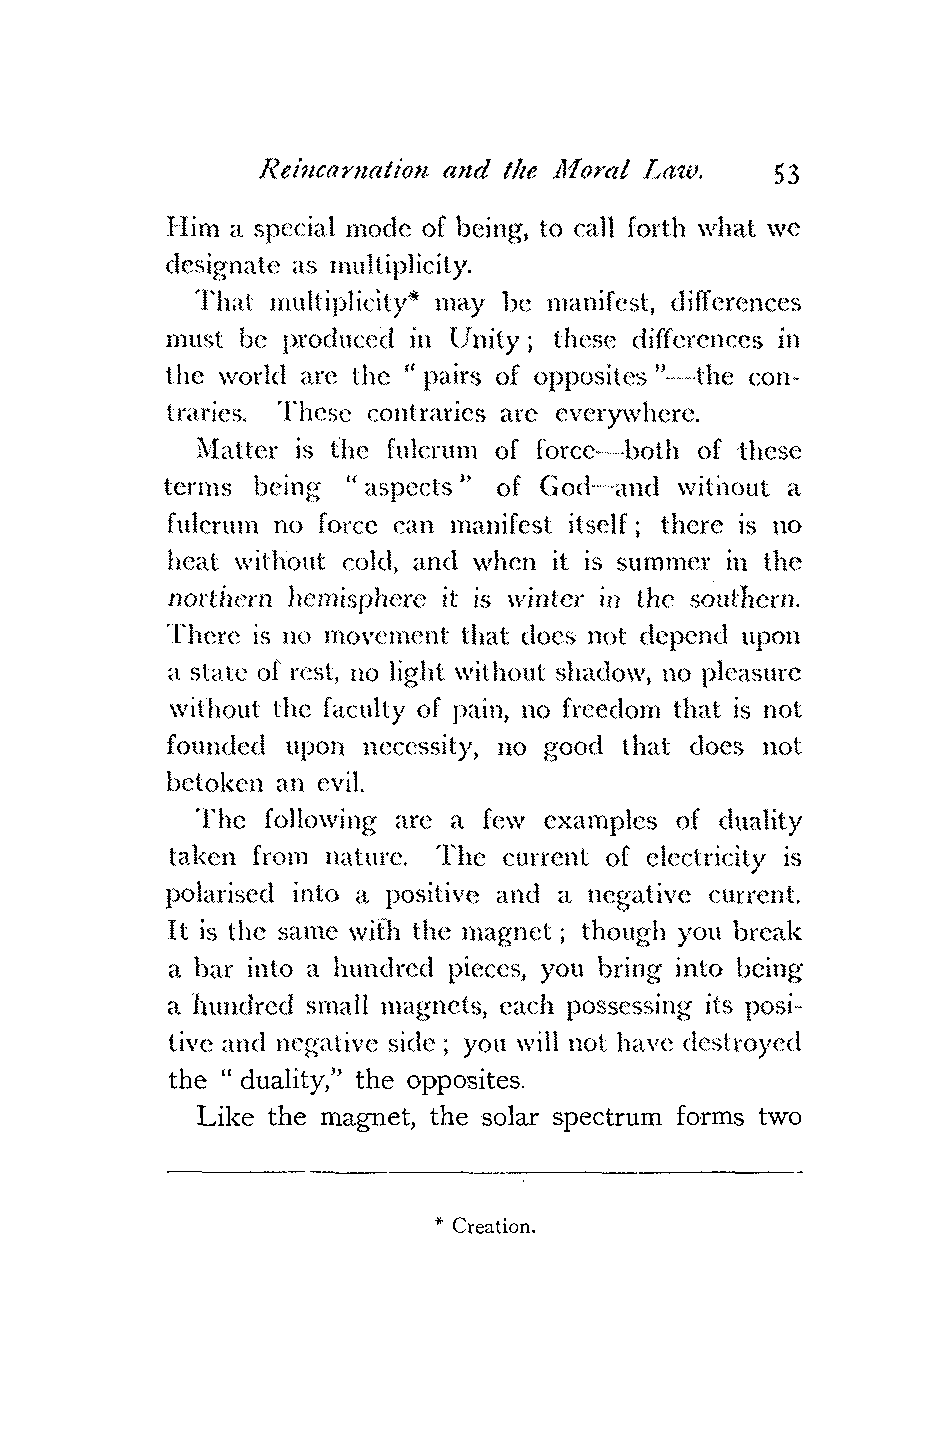 Reincarnation and the Moral Law. 53
Him a special mode of being, to call forth what we
designate as multiplicity.
That multiplicity* may be manifest, differences
must be produced in Unity; these differences in
the world are the “pairs of opposites”—the con-
traries. These contraries are everywhere.
Matter is the fulcrum of force—both of these
terms being “aspects” of God—and without a
fulcrum no force can manifest itself; there is no
heat without cold, and when it is summer in the
northern hemisphere it is winter in the southern.
There is no movement that does not depend upon
a state of rest, no light without shadow, no pleasure
without the faculty of pain, no freedom that is not
founded upon necessity, no good that does not
betoken an evil.
The following are a few examples of duality
taken from nature. The current of electricity is
polarised into a positive and a negative current.
It is the same with the magnet; though you break
a bar into a hundred pieces, you bring into being
a hundred small magnets, each possessing its posi-
tive and negative side; you will not have destroyed
the “duality,” the opposites.
Like the magnet, the solar spectrum forms two
* Creation.